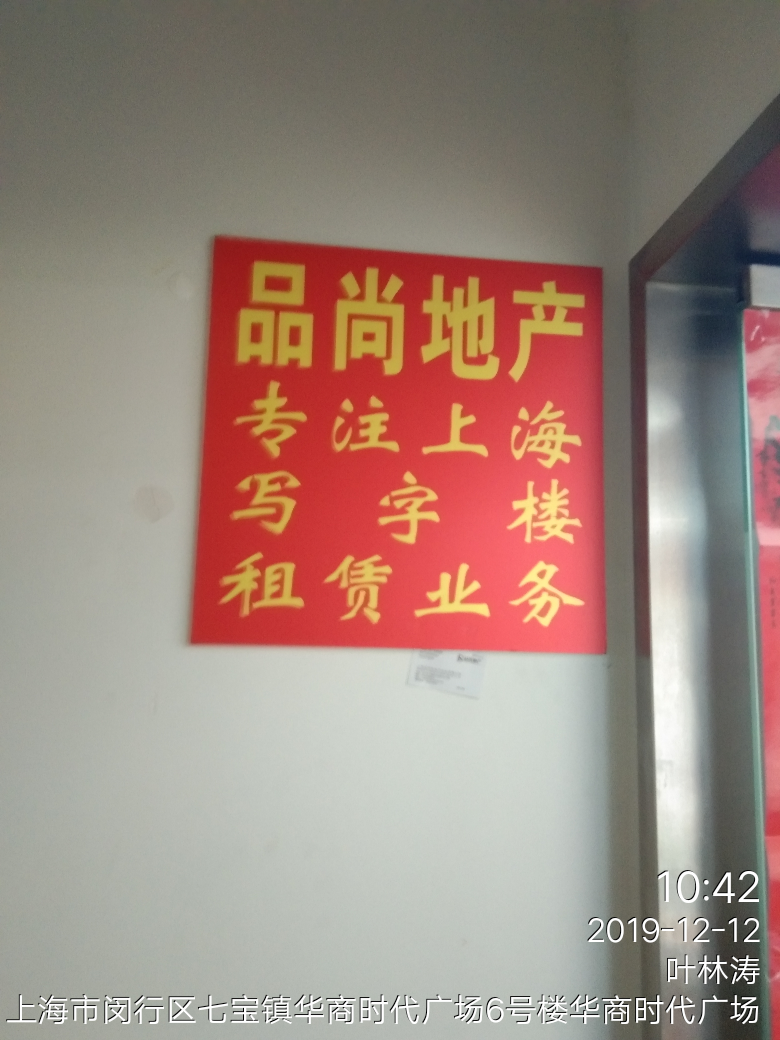 品尚地产
专注上海
写字楼
租赁业务
10:42
2019-12-12
叶林涛
上海市闵行区七宝镇华商时代广场6号楼华商时代广场